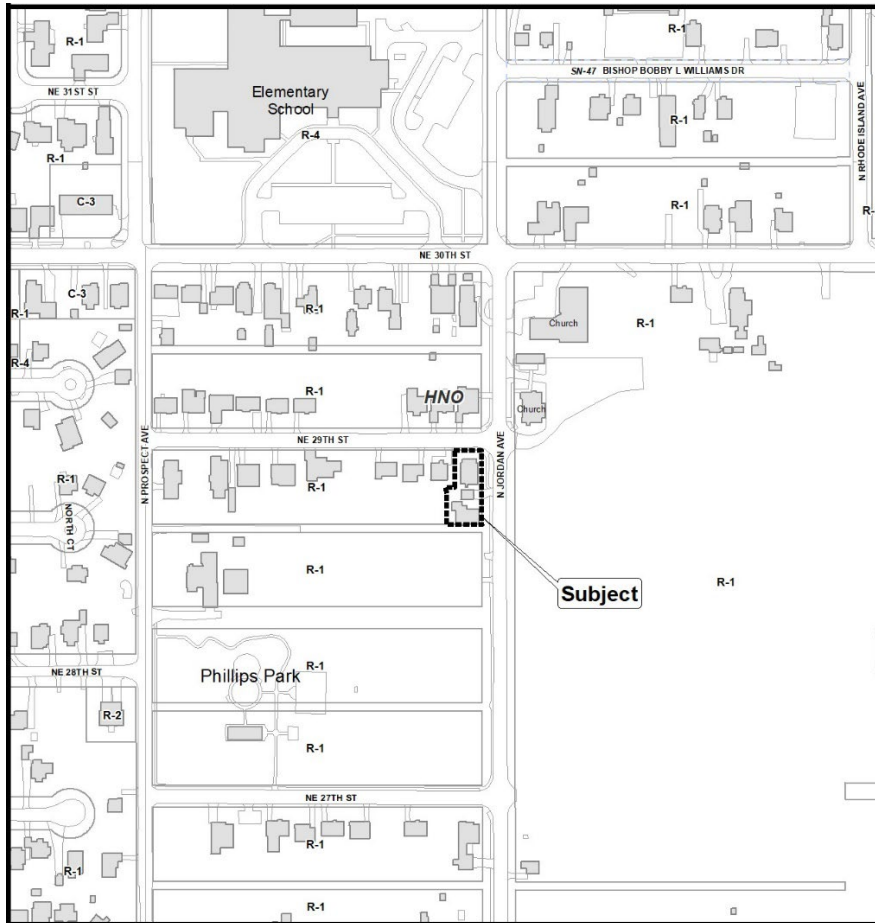 R-1
R-1
SN-47 BISHOP BOBBY L WILLIAMS DR
NE 31ST ST
Elementary
School
R-4
R-1
R-1
N RHODE ISLAND AVE
C-3
R-1
R-
NE 30TH ST
C-3
R-1
R-1
Church
R-1
R-4
R-1
HNO
Church
N PROSPECT AVE
NE 29TH ST
N JORDAN AVE
R-1
R-1
NORTH CT
R-1
R-1
Subject
NE 28TH ST
Phillips Park
R-1
R-2
R-1
NE 27TH ST
R-1
R-1
R-1